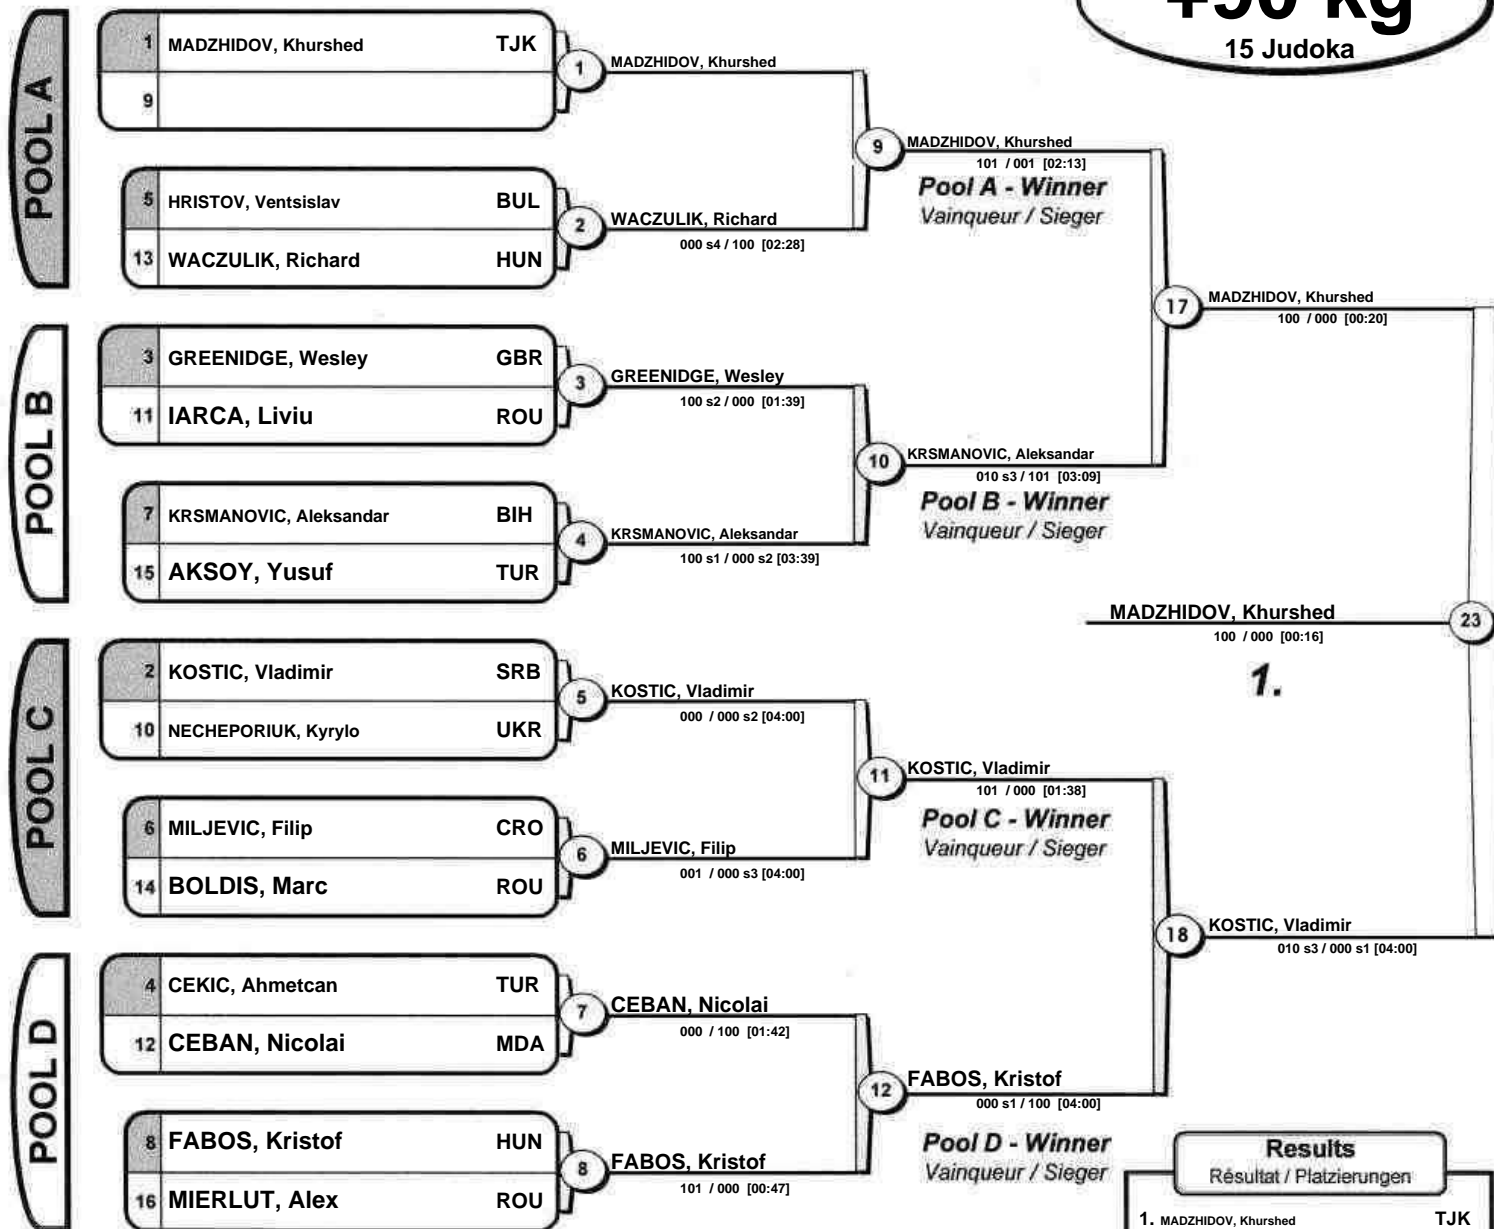 +90 kg
15 Judoka
POOL A
1 MADZHIDOV, Khurshed TJK
9
1 MADZHIDOV, Khurshed
5 HRISTOV, Ventsislav BUL
13 WACZULIK, Richard HUN
2 WACZULIK, Richard
000 s4 / 100 [02:28]
9 MADZHIDOV, Khurshed
101 / 001 [02:13]
Pool A - Winner
Vainqueur / Sieger
POOL B
3 GREENIDGE, Wesley GBR
11 IARCA, Liviu ROU
3 GREENIDGE, Wesley
100 s2 / 000 [01:39]
7 KRSMANOVIC, Aleksandar BIH
15 AKSOY, Yusuf TUR
4 KRSMANOVIC, Aleksandar
100 s1 / 000 s2 [03:39]
10 KRSMANOVIC, Aleksandar
010 s3 / 101 [03:09]
Pool B - Winner
Vainqueur / Sieger
17 MADZHIDOV, Khurshed
100 / 000 [00:20]
MADZHIDOV, Khurshed 23
100 / 000 [00:16]
1.
POOL C
2 KOSTIC, Vladimir SRB
10 NECHEPORIUK, Kyrylo UKR
5 KOSTIC, Vladimir
000 / 000 s2 [04:00]
6 MILJEVIC, Filip CRO
14 BOLDIS, Marc ROU
6 MILJEVIC, Filip
001 / 000 s3 [04:00]
11 KOSTIC, Vladimir
101 / 000 [01:38]
Pool C - Winner
Vainqueur / Sieger
POOL D
4 CEKIC, Ahmetcan TUR
12 CEBAN, Nicolai MDA
7 CEBAN, Nicolai
000 / 100 [01:42]
8 FABOS, Kristof HUN
16 MIERLUT, Alex ROU
8 FABOS, Kristof
101 / 000 [00:47]
12 FABOS, Kristof
000 s1 / 100 [04:00]
Pool D - Winner
Vainqueur / Sieger
18 KOSTIC, Vladimir
010 s3 / 000 s1 [04:00]
Results
Résultat / Platzierungen
1. MADZHIDOV, Khurshed TJK